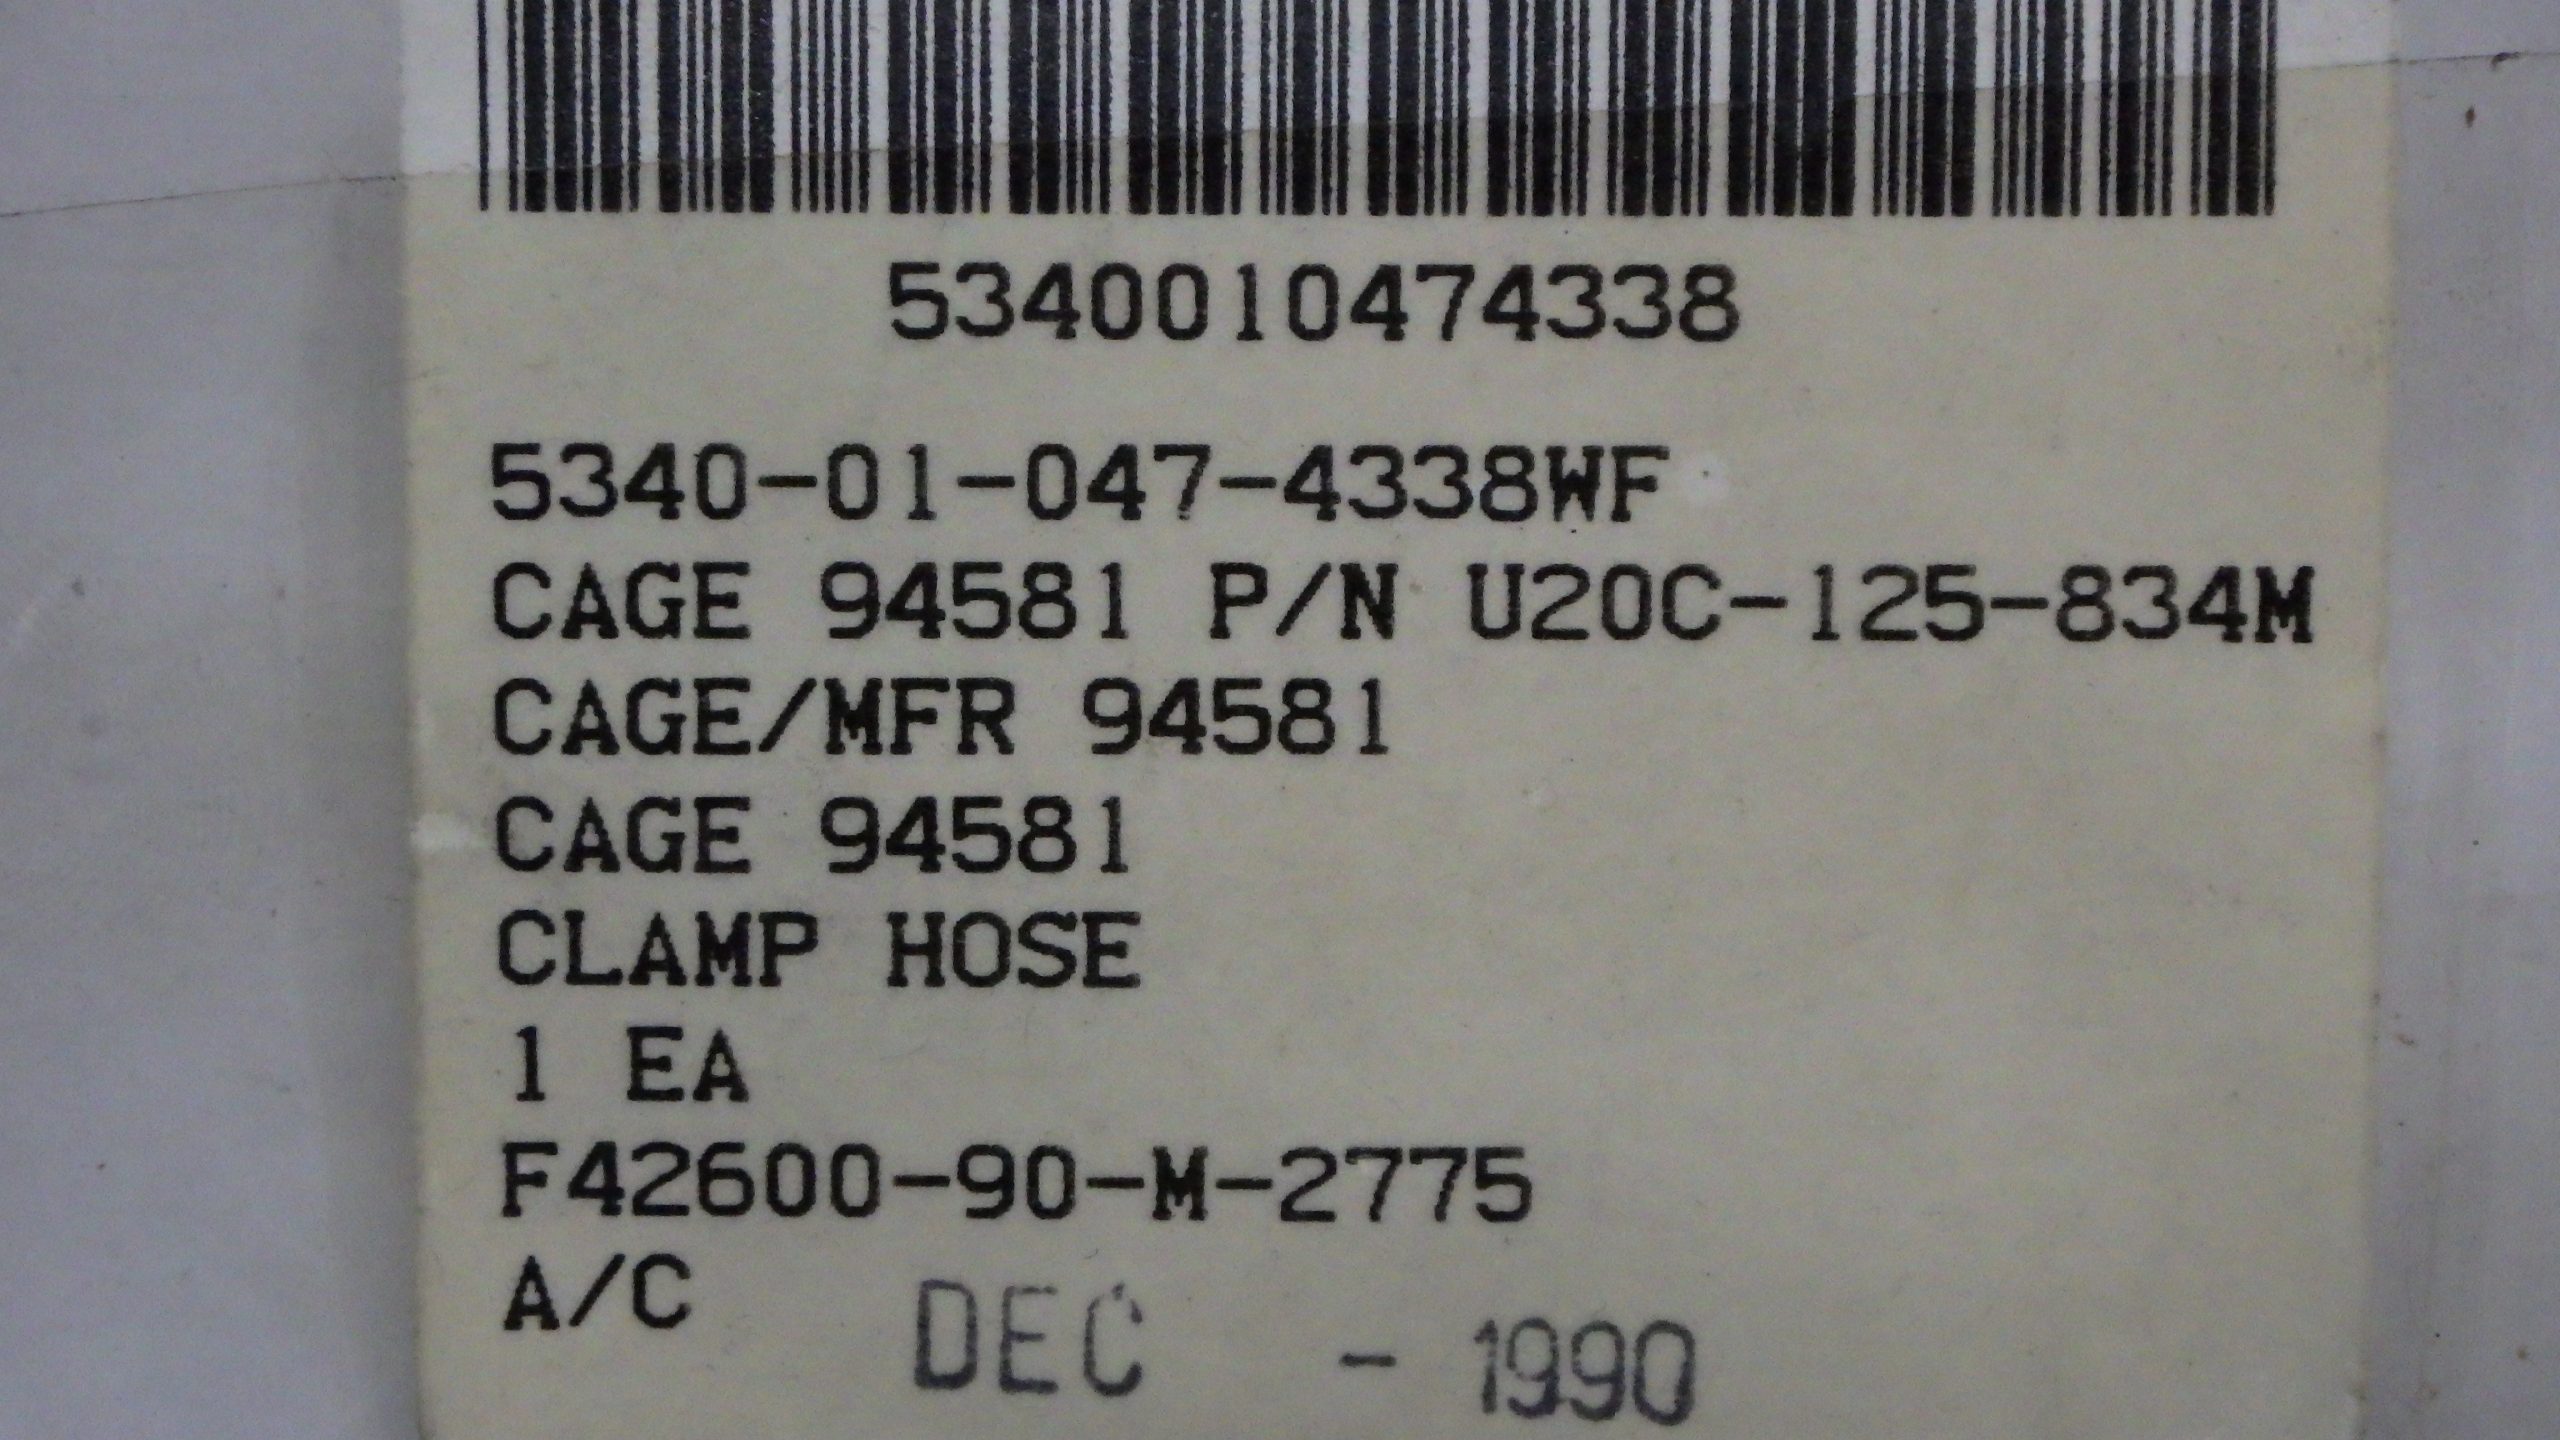 5340010474338
5340-01-047-4338WF
CAGE 94581 P/N U20C-125-834M
CAGE/MFR 94581
CAGE 94581
CLAMP HOSE
1 EA
F42600-90-M-2775
A/C
DEC - 1990